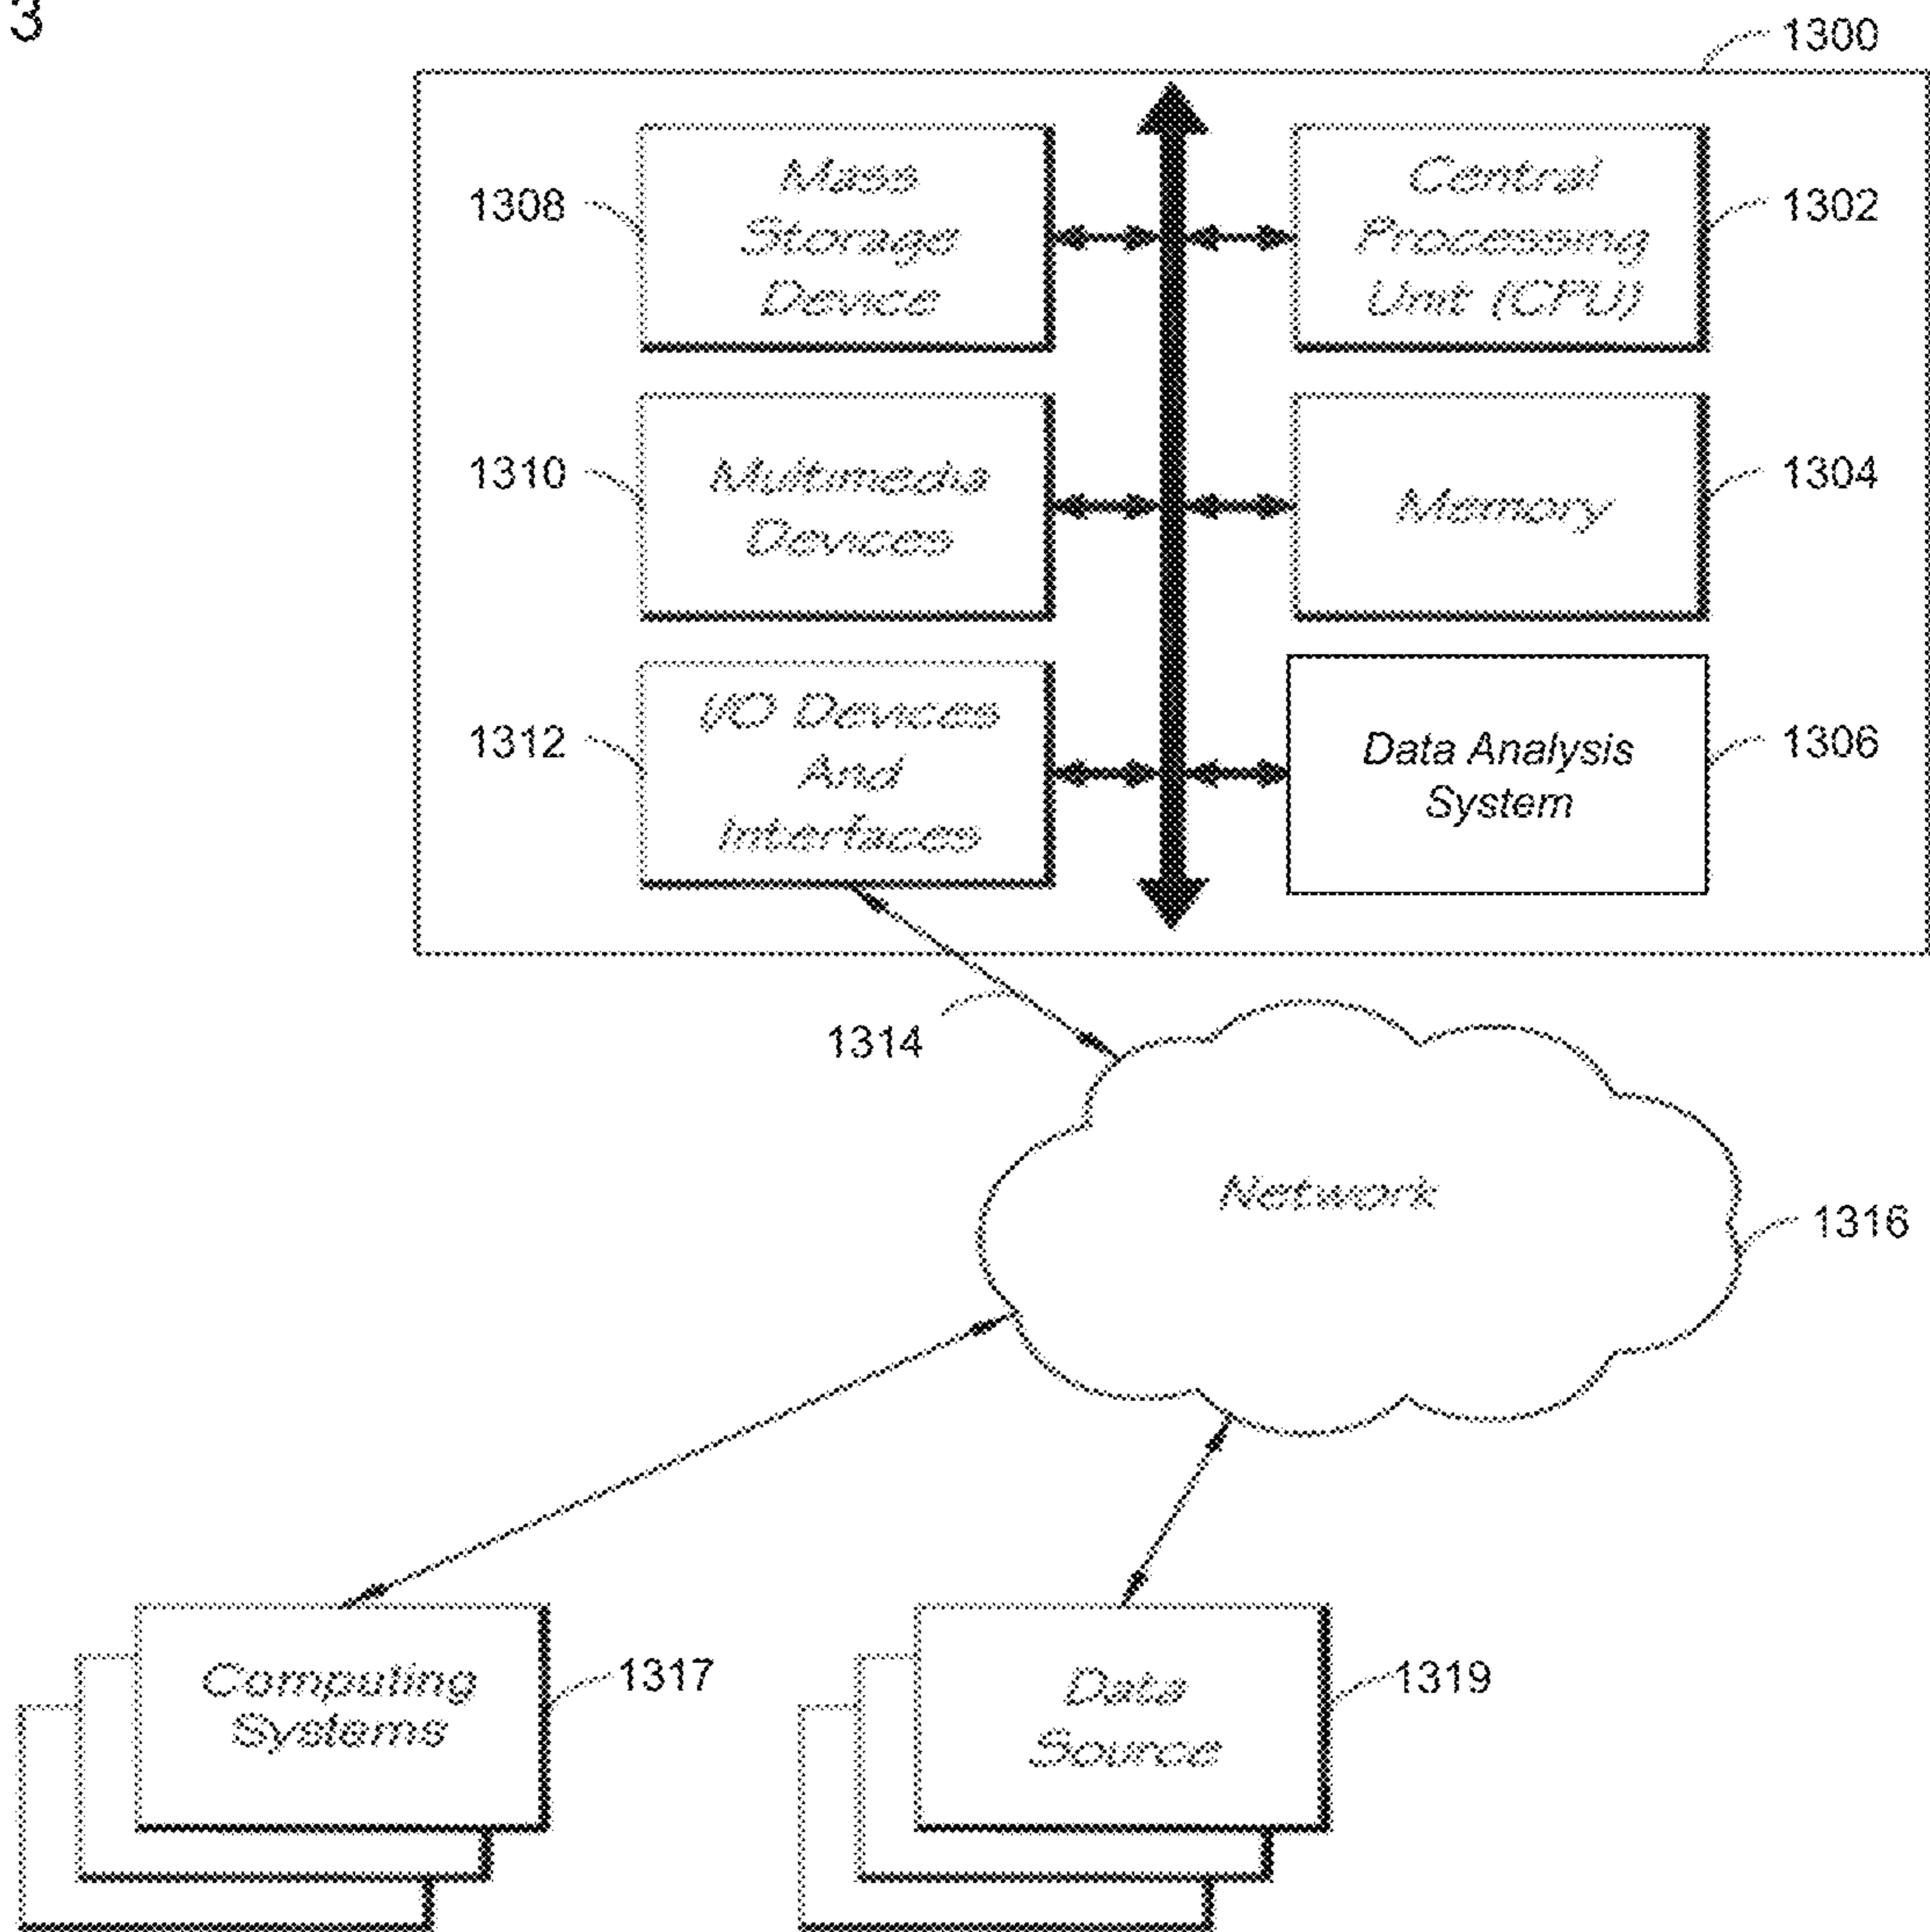 3
1300
Mass
Storage
Device
1308
Central
Processing
Unit (CPU)
1302
Multimedia
Devices
1310
Memory
1304
I/O Devices
And
Interfaces
1312
Data Analysis
System
1306
1314
Network
1316
Computing
Systems
1317
Data
Source
1319